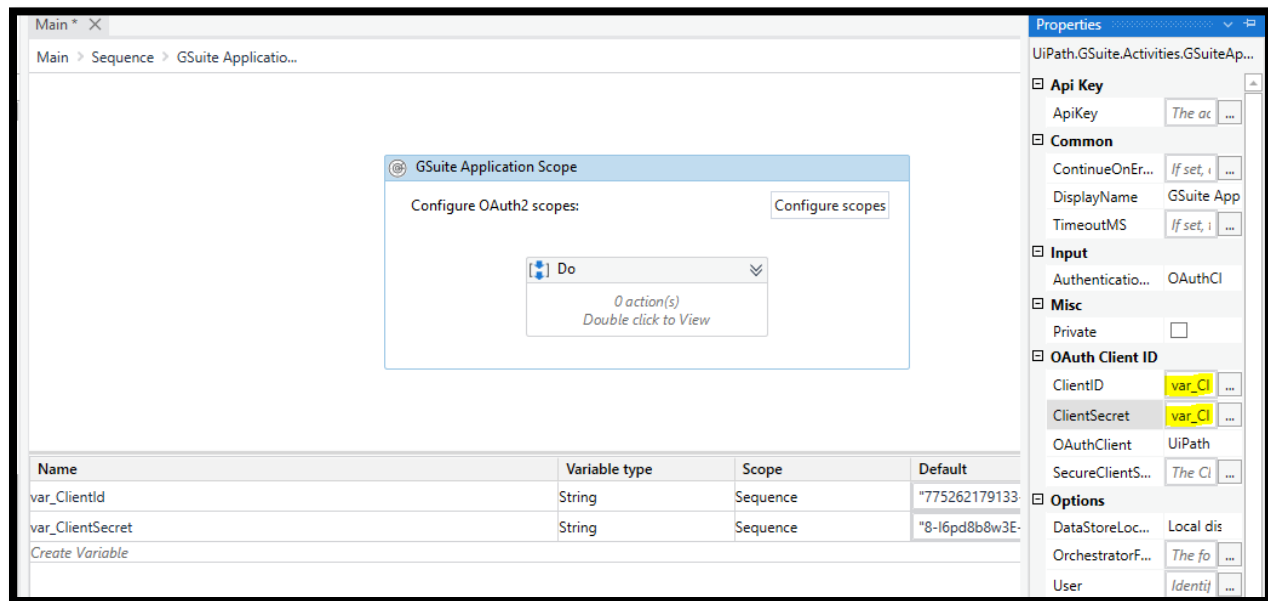 Main *
Main > Sequence > GSuite Applicatio...
GSuite Application Scope
Configure OAuth2 scopes:
Configure scopes
Do
0 action(s)
Double click to View
Name Variable type Scope Default
var_ClientId String Sequence "775262179133-
var_ClientSecret String Sequence "8-I6pd8b8w3E-
Create Variable
Properties
UiPath.GSuite.Activities.GSuiteAp...
Api Key
ApiKey The ac ...
Common
ContinueOnEr... If set, ...
DisplayName GSuite App
TimeoutMS If set, ...
Input
Authenticatio... OAuthCl
Misc
Private
OAuth Client ID
ClientID var_Cl ...
ClientSecret var_Cl ...
OAuthClient UiPath
SecureClientS... The Cl ...
Options
DataStoreLoc... Local dis
OrchestratorF... The fo ...
User Identif ...